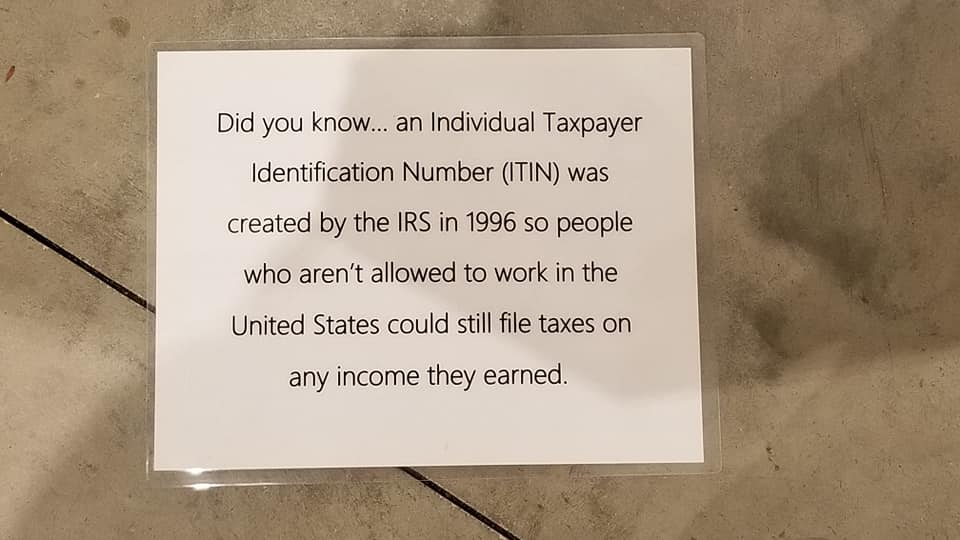 Did you know... an Individual Taxpayer
Identification Number (ITIN) was
created by the IRS in 1996 so people
who aren't allowed to work in the
United States could still file taxes on
any income they earned.